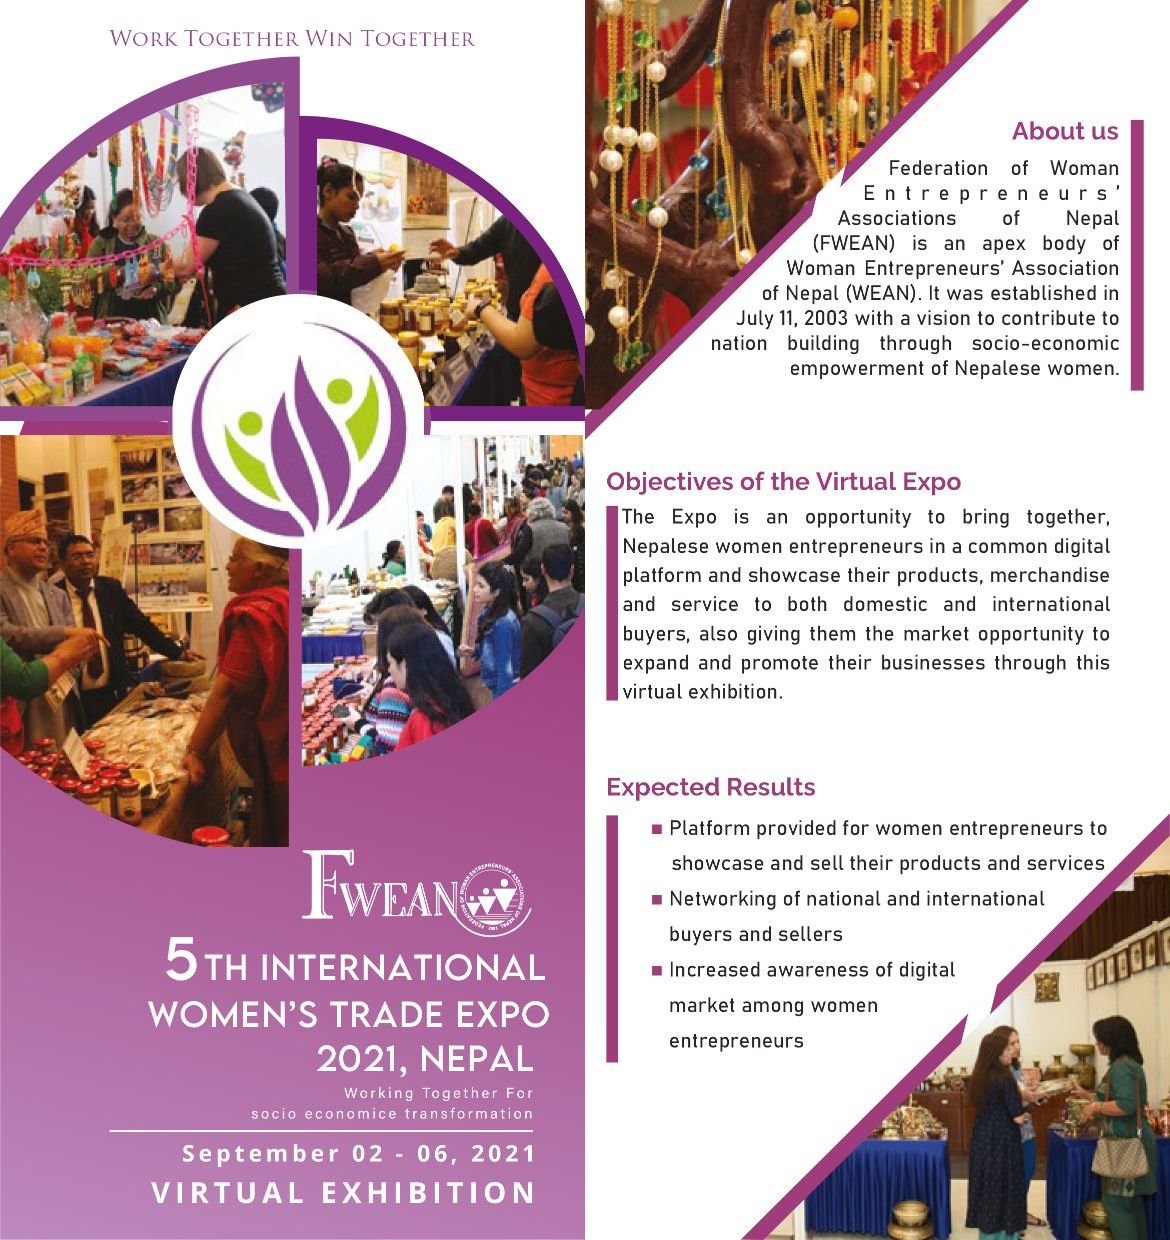 WORK TOGETHER WIN TOGETHER
FWEAN
FEDERATION OF WOMAN ENTREPRENEURS' ASSOCIATIONS OF NEPAL
5TH INTERNATIONAL
WOMEN'S TRADE EXPO
2021, NEPAL
Working Together For
socio economice transformation
September 02 - 06, 2021
VIRTUAL EXHIBITION
About us
Federation of Woman
Entrepreneurs'
Associations of Nepal
(FWEAN) is an apex body of
Woman Entrepreneurs' Association
of Nepal (WEAN). It was established in
July 11, 2003 with a vision to contribute to
nation building through socio-economic
empowerment of Nepalese women.
Objectives of the Virtual Expo
The Expo is an opportunity to bring together,
Nepalese women entrepreneurs in a common digital
platform and showcase their products, merchandise
and service to both domestic and international
buyers, also giving them the market opportunity to
expand and promote their businesses through this
virtual exhibition.
Expected Results
Platform provided for women entrepreneurs to
showcase and sell their products and services
Networking of national and international
buyers and sellers
Increased awareness of digital
market among women
entrepreneurs